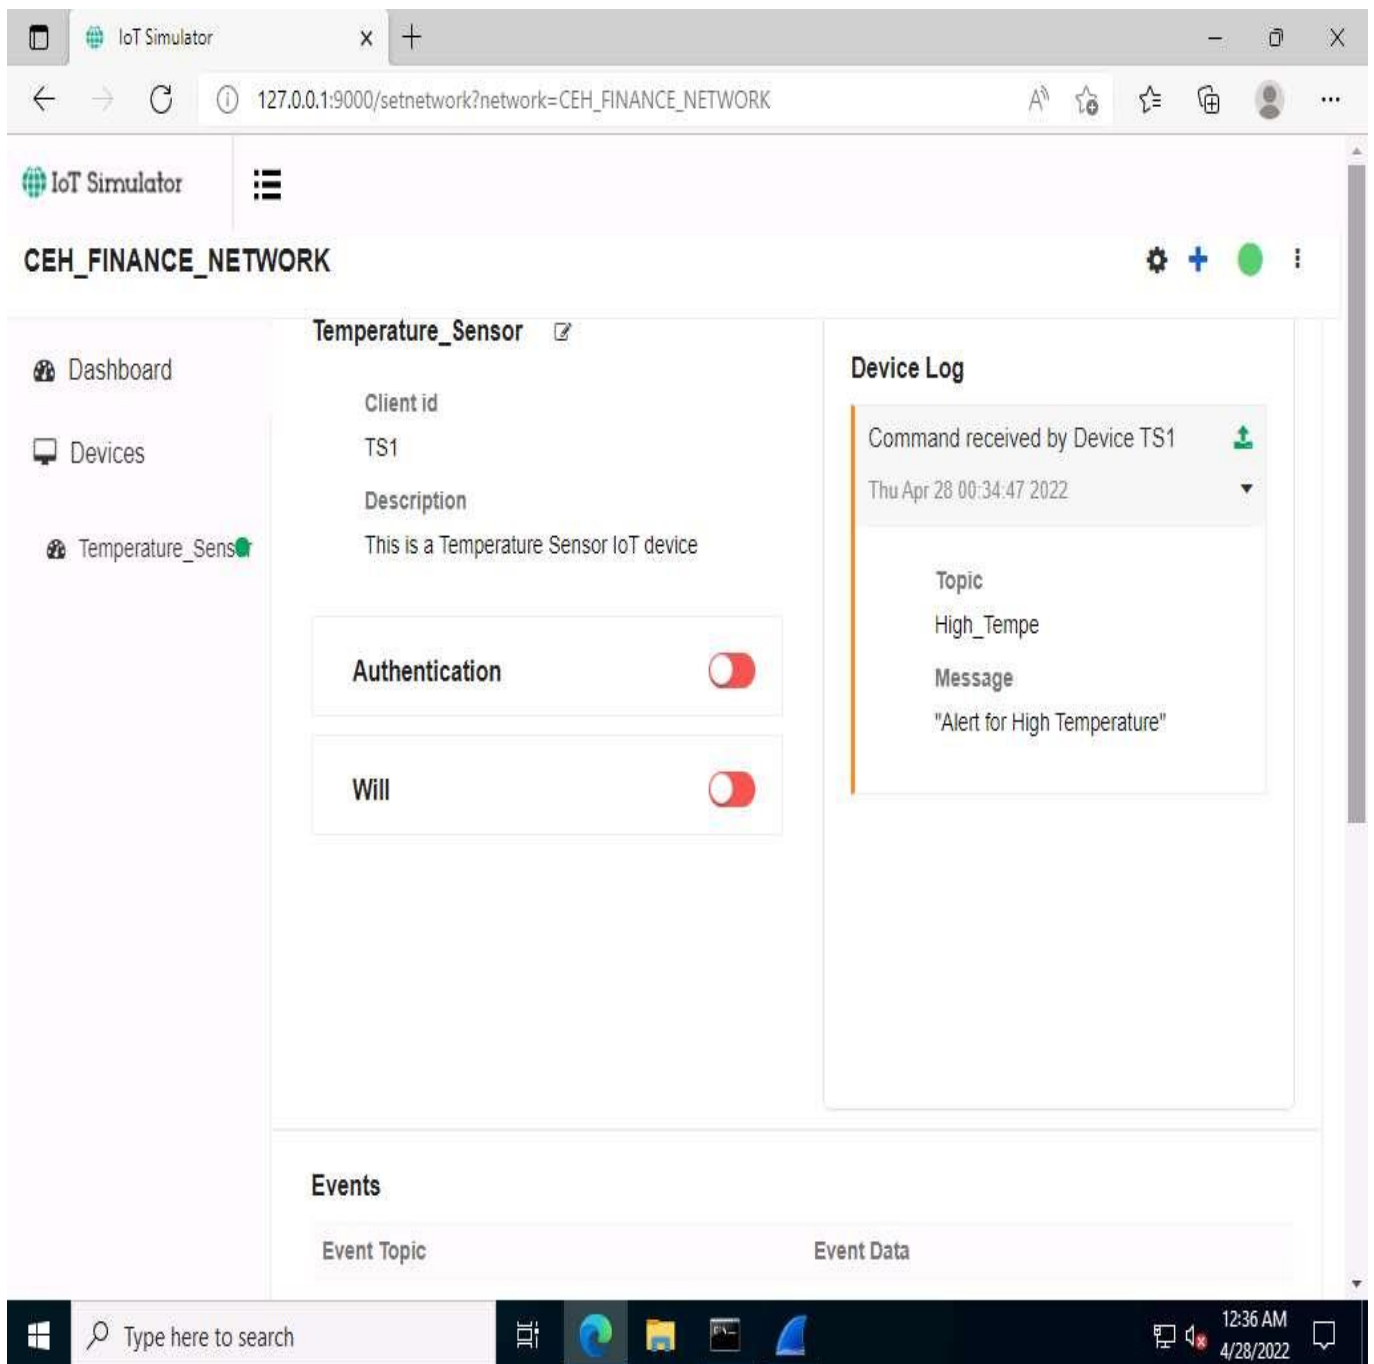 IoT Simulator
127.0.0.1:9000/setnetwork?network=CEH_FINANCE_NETWORK
IoT Simulator
CEH_FINANCE_NETWORK
Dashboard
Devices
Temperature_Sensor
Temperature_Sensor
Client id
TS1
Description
This is a Temperature Sensor IoT device
Authentication
Will
Device Log
Command received by Device TS1
Thu Apr 28 00:34:47 2022
Topic
High_Tempe
Message
"Alert for High Temperature"
Events
Event Topic Event Data
Type here to search
12:36 AM
4/28/2022